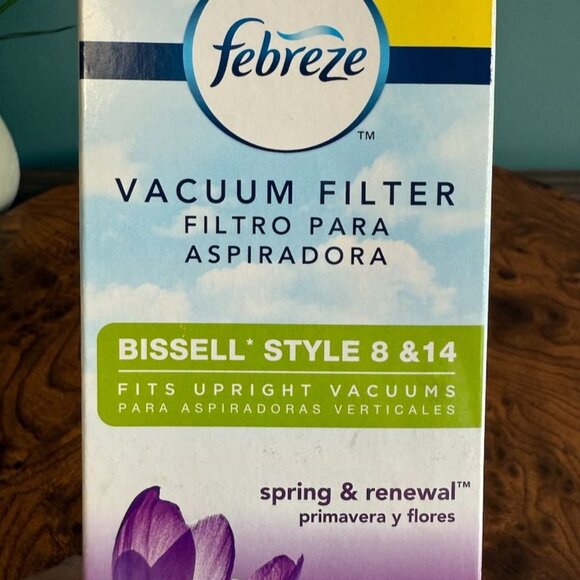 febreze
™
VACUUM FILTER
FILTRO PARA
ASPIRADORA
BISSELL* STYLE 8 &14
FITS UPRIGHT VACUUMS
PARA ASPIRADORAS VERTICALES
spring & renewal™
primavera y flores